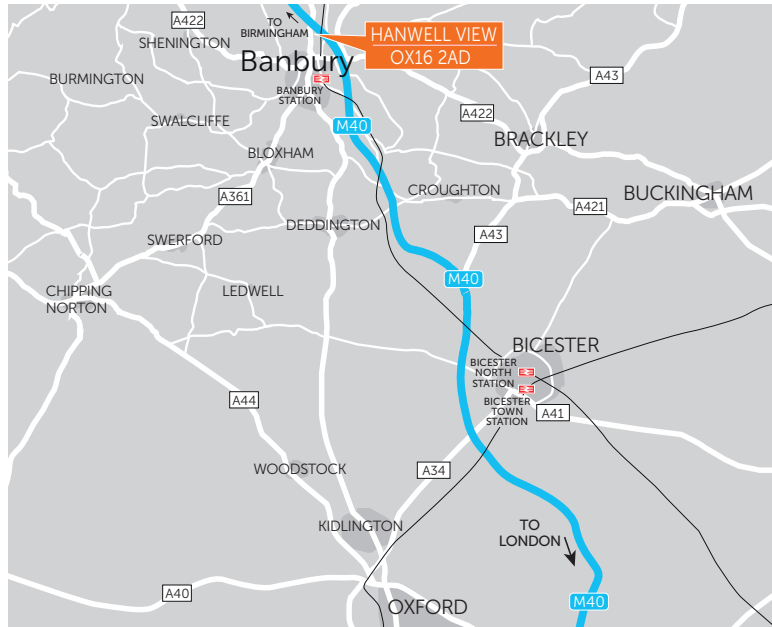 A422
TO
BIRMINGHAM
HANWELL VIEW
OX16 2AD
SHENINGTON
Banbury
A43
BURMINGTON
BANBURY
STATION
SWALCLIFFE
M40
A422
BRACKLEY
BLOXHAM
A361
CROUGHTON
BUCKINGHAM
A421
DEDDINGTON
SWERFORD
A43
M40
CHIPPING
NORTON
LEDWELL
BICESTER
BICESTER
NORTH
STATION
BICESTER
TOWN
STATION
A44
A41
WOODSTOCK
A34
KIDLINGTON
TO
LONDON
A40
OXFORD
M40